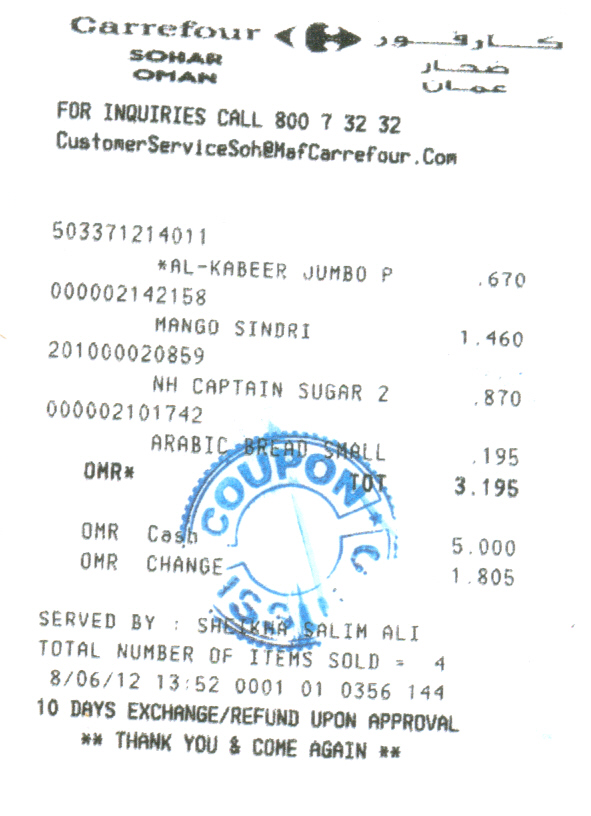 Carrefour كارفور
SOHAR صحار
OMAN عمان
FOR INQUIRIES CALL 800 7 32 32
CustomerServiceSoh@MafCarrefour.Com
503371214011
*AL-KABEER JUMBO P .670
000002142158
MANGO SINDRI 1.460
201000020859
NH CAPTAIN SUGAR 2 .870
000002101742
ARABIC BREAD SMALL .195
OMR* TOT 3.195
COUPON *
OMR Cash 5.000
OMR CHANGE 1.805
SERVED BY : SHEIKHA SALIM ALI
TOTAL NUMBER OF ITEMS SOLD = 4
8/06/12 13:52 0001 01 0356 144
10 DAYS EXCHANGE/REFUND UPON APPROVAL
** THANK YOU & COME AGAIN **